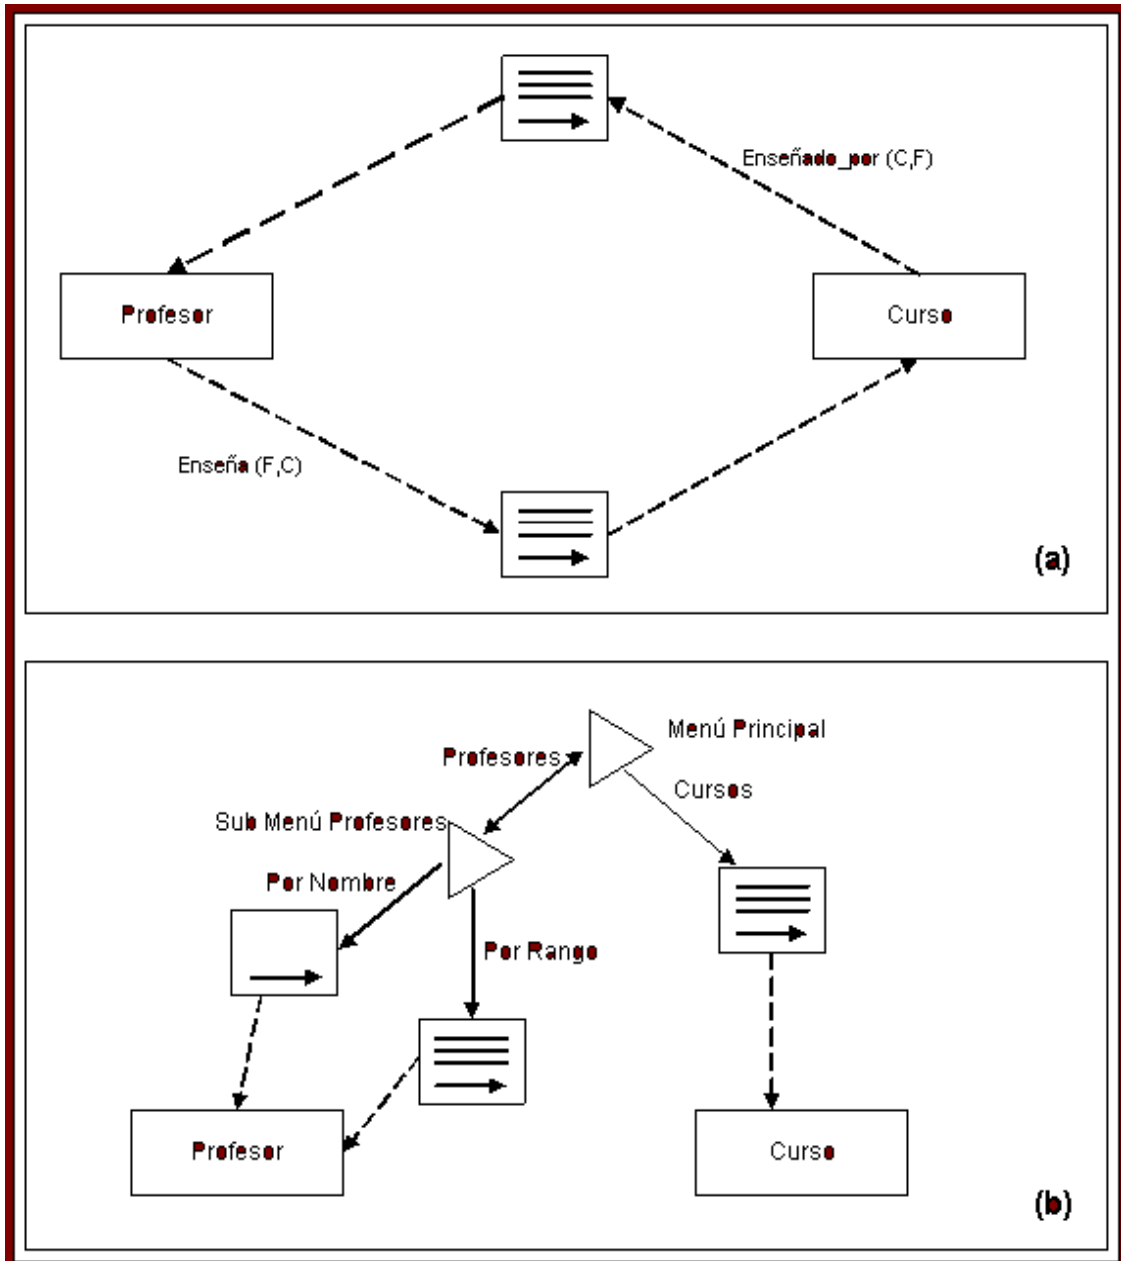 Enseñado_por (C,F)
Profesor
Curso
Enseña (F,C)
(a)
Menú Principal
Profesores
Cursos
Sub Menú Profesores
Por Nombre
Por Rango
Profesor
Curso
(b)